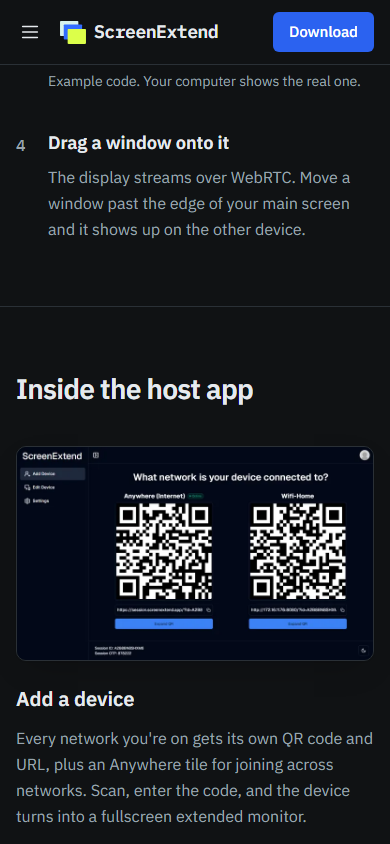 ScreenExtend
Download
Example code. Your computer shows the real one.
4
Drag a window onto it
The display streams over WebRTC. Move a
window past the edge of your main screen
and it shows up on the other device.
Inside the host app
ScreenExtend
Add Device
Edit Device
Settings
What network is your device connected to?
Anywhere (Internet)
Wifi-Home
Add a device
Every network you're on gets its own QR code and
URL, plus an Anywhere tile for joining across
networks. Scan, enter the code, and the device
turns into a fullscreen extended monitor.